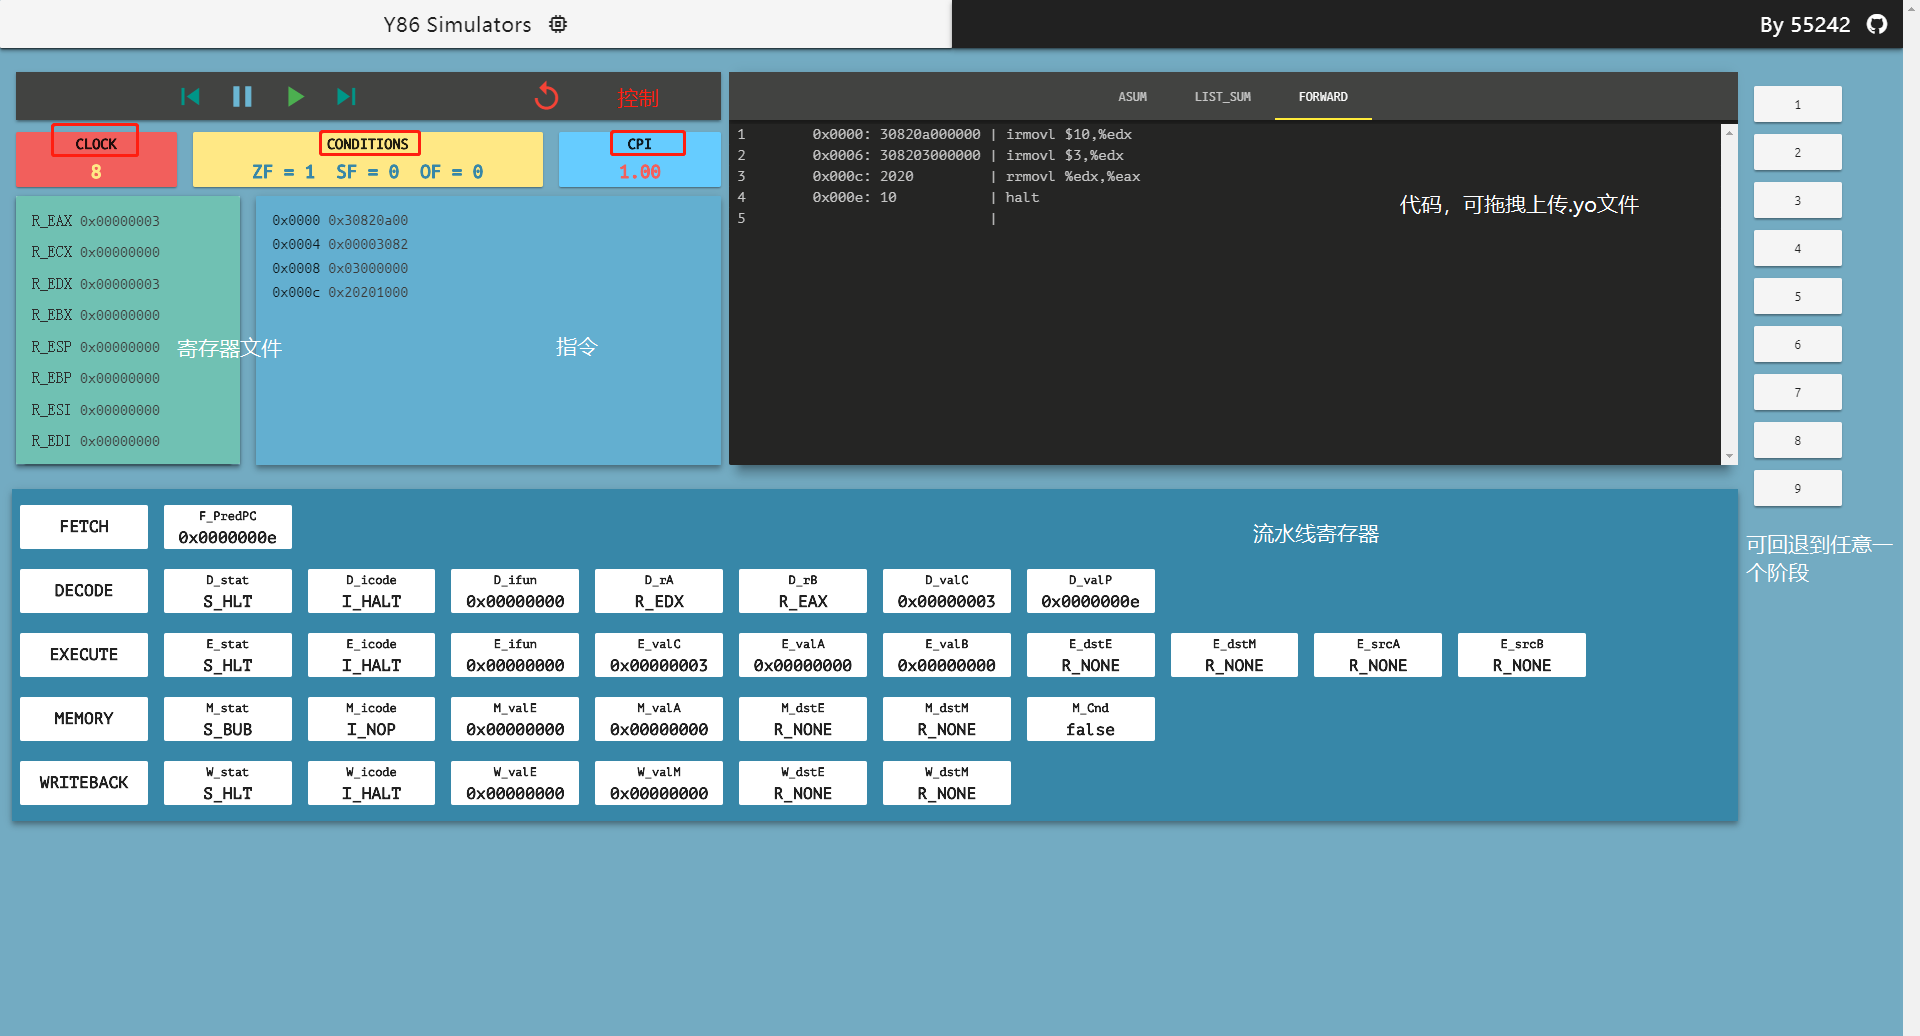 Y86 Simulators
By 55242
控制
CLOCK
8
CONDITIONS
ZF = 1 SF = 0 OF = 0
CPI
1.00
R_EAX 0x00000003
R_ECX 0x00000000
R_EDX 0x00000003
R_EBX 0x00000000
R_ESP 0x00000000
R_EBP 0x00000000
R_ESI 0x00000000
R_EDI 0x00000000
寄存器文件
0x0000 0x30820a00
0x0004 0x00003082
0x0008 0x03000000
0x000c 0x20201000
指令
ASUM LIST_SUM FORWARD
1 0x0000: 30820a000000 | irmovl $10,%edx
2 0x0006: 308203000000 | irmovl $3,%edx
3 0x000c: 2020 | rrmovl %edx,%eax
4 0x000e: 10 | halt
5 |
代码，可拖拽上传.yo文件
1
2
3
4
5
6
7
8
9
可回退到任意一
个阶段
流水线寄存器
FETCH
F_PredPC
0x0000000e
DECODE
D_stat D_icode D_ifun D_rA D_rB D_valC D_valP
S_HLT I_HALT 0x00000000 R_EDX R_EAX 0x00000003 0x0000000e
EXECUTE
E_stat E_icode E_ifun E_valC E_valA E_valB E_dstE E_dstM E_srcA E_srcB
S_HLT I_HALT 0x00000000 0x00000003 0x00000000 0x00000000 R_NONE R_NONE R_NONE R_NONE
MEMORY
M_stat M_icode M_valE M_valA M_dstE M_dstM M_Cnd
S_BUB I_NOP 0x00000000 0x00000000 R_NONE R_NONE false
WRITEBACK
W_stat W_icode W_valE W_valM W_dstE W_dstM
S_HLT I_HALT 0x00000000 0x00000000 R_NONE R_NONE